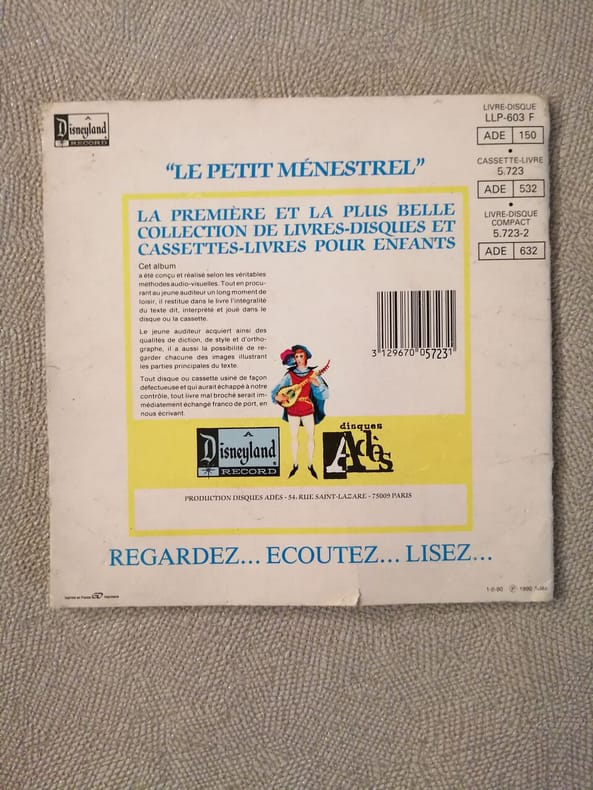 Disneyland
RECORD
LIVRE-DISQUE
LLP-603 F
ADE 150
CASSETTE-LIVRE
5.723
ADE 532
LIVRE-DISQUE
COMPACT
5.723-2
ADE 632
"LE PETIT MÉNESTREL"
LA PREMIÈRE ET LA PLUS BELLE
COLLECTION DE LIVRES-DISQUES ET
CASSETTES-LIVRES POUR ENFANTS
Cet album
a été conçu et réalisé selon les véritables
méthodes audio-visuelles. Tout en procu-
rant au jeune auditeur un long moment de
loisir, il restitue dans le livre l'intégralité
du texte dit, interprété et joué dans le
disque ou la cassette.
Le jeune auditeur acquiert ainsi des
qualités de diction, de style et d'ortho-
graphe, il a aussi la possibilité de re-
garder chacune des images illustrant
les parties principales du texte.
Tout disque ou cassette usiné de façon
défectueuse et qui aurait échappé à notre
contrôle, tout livre mal broché serait im-
médiatement échangé franco de port, en
nous écrivant.
3 129670 057231
Disneyland
RECORD
disques
Adès
PRODUCTION DISQUES ADÈS - 54, RUE SAINT-LAZARE - 75009 PARIS
REGARDEZ... ECOUTEZ... LISEZ...
Imprimé en France
1-8-90 ℗ 1990 Adès